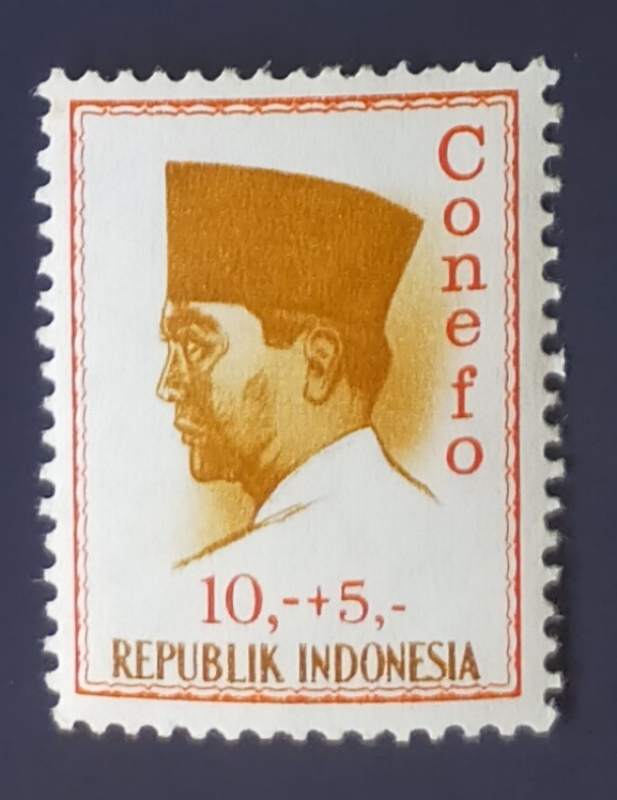 Conefo
10,-+5,-
REPUBLIK INDONESIA